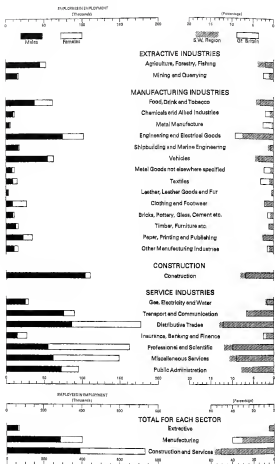 EMPLOYEES IN EMPLOYMENT
(Thousands) (Percentage)
Males Females S.W. Region Gt. Britain
EXTRACTIVE INDUSTRIES
Agriculture, Forestry, Fishing
Mining and Quarrying
MANUFACTURING INDUSTRIES
Food, Drink and Tobacco
Chemicals and Allied Industries
Metal Manufacture
Engineering and Electrical Goods
Shipbuilding and Marine Engineering
Vehicles
Metal Goods not elsewhere specified
Textiles
Leather, Leather Goods and Fur
Clothing and Footwear
Bricks, Pottery, Glass, Cement etc.
Timber, Furniture etc.
Paper, Printing and Publishing
Other Manufacturing Industries
CONSTRUCTION
Construction
SERVICE INDUSTRIES
Gas, Electricity and Water
Transport and Communication
Distributive Trades
Insurance, Banking and Finance
Professional and Scientific
Miscellaneous Services
Public Administration
EMPLOYEES IN EMPLOYMENT
(Thousands) (Percentage)
TOTAL FOR EACH SECTOR
Extractive
Manufacturing
Construction and Services